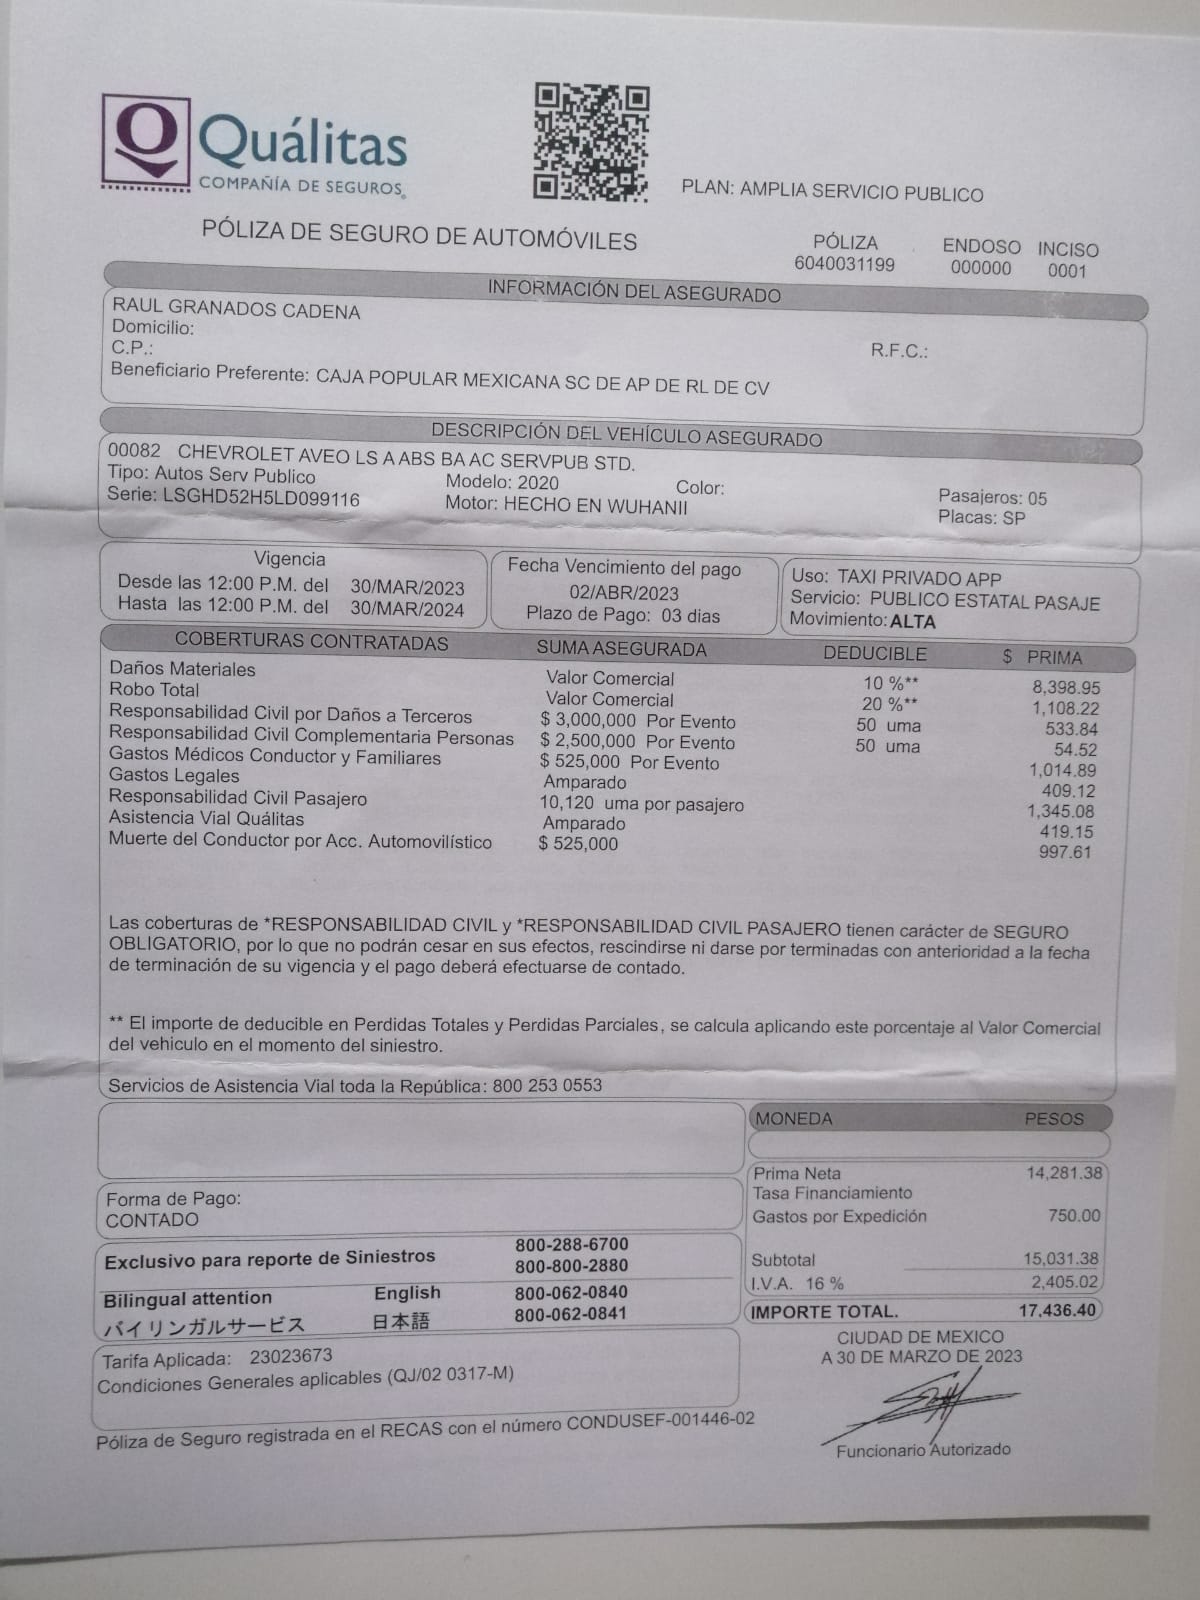 Q Quálitas
COMPAÑÍA DE SEGUROS®
PLAN: AMPLIA SERVICIO PUBLICO
PÓLIZA DE SEGURO DE AUTOMÓVILES
PÓLIZA ENDOSO INCISO
6040031199 000000 0001
INFORMACIÓN DEL ASEGURADO
RAUL GRANADOS CADENA
Domicilio:
C.P.: R.F.C.:
Beneficiario Preferente: CAJA POPULAR MEXICANA SC DE AP DE RL DE CV
DESCRIPCIÓN DEL VEHÍCULO ASEGURADO
00082 CHEVROLET AVEO LS A ABS BA AC SERVPUB STD.
Tipo: Autos Serv Publico Modelo: 2020 Color: Pasajeros: 05
Serie: LSGHD52H5LD099116 Motor: HECHO EN WUHANII Placas: SP
Vigencia
Desde las 12:00 P.M. del 30/MAR/2023
Hasta las 12:00 P.M. del 30/MAR/2024
Fecha Vencimiento del pago
02/ABR/2023
Plazo de Pago: 03 dias
Uso: TAXI PRIVADO APP
Servicio: PUBLICO ESTATAL PASAJE
Movimiento: ALTA
COBERTURAS CONTRATADAS SUMA ASEGURADA DEDUCIBLE $ PRIMA
Daños Materiales Valor Comercial 10 %** 8,398.95
Robo Total Valor Comercial 20 %** 1,108.22
Responsabilidad Civil por Daños a Terceros $ 3,000,000 Por Evento 50 uma 533.84
Responsabilidad Civil Complementaria Personas $ 2,500,000 Por Evento 50 uma 54.52
Gastos Médicos Conductor y Familiares $ 525,000 Por Evento 1,014.89
Gastos Legales Amparado 409.12
Responsabilidad Civil Pasajero 10,120 uma por pasajero 1,345.08
Asistencia Vial Quálitas Amparado 419.15
Muerte del Conductor por Acc. Automovilístico $ 525,000 997.61
Las coberturas de *RESPONSABILIDAD CIVIL y *RESPONSABILIDAD CIVIL PASAJERO tienen carácter de SEGURO
OBLIGATORIO, por lo que no podrán cesar en sus efectos, rescindirse ni darse por terminadas con anterioridad a la fecha
de terminación de su vigencia y el pago deberá efectuarse de contado.
** El importe de deducible en Perdidas Totales y Perdidas Parciales, se calcula aplicando este porcentaje al Valor Comercial
del vehiculo en el momento del siniestro.
Servicios de Asistencia Vial toda la República: 800 253 0553
MONEDA PESOS
Prima Neta 14,281.38
Tasa Financiamiento
Gastos por Expedición 750.00
Subtotal 15,031.38
I.V.A. 16 % 2,405.02
IMPORTE TOTAL. 17,436.40
Forma de Pago:
CONTADO
Exclusivo para reporte de Siniestros 800-288-6700
800-800-2880
Bilingual attention English 800-062-0840
バイリンガルサービス 日本語 800-062-0841
Tarifa Aplicada: 23023673
Condiciones Generales aplicables (QJ/02 0317-M)
Póliza de Seguro registrada en el RECAS con el número CONDUSEF-001446-02
CIUDAD DE MEXICO
A 30 DE MARZO DE 2023
Funcionario Autorizado